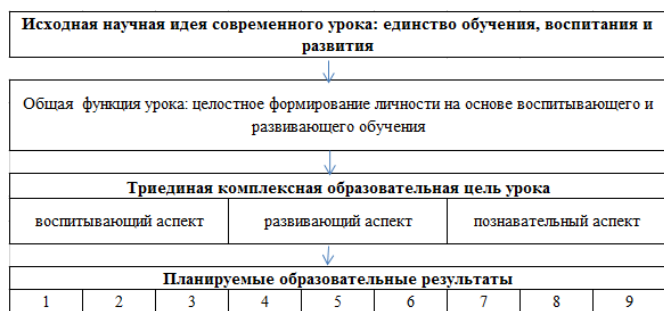 Исходная научная идея современного урока: единство обучения, воспитания и
развития
Общая функция урока: целостное формирование личности на основе воспитывающего и
развивающего обучения
Триединая комплексная образовательная цель урока
воспитывающий аспект развивающий аспект познавательный аспект
Планируемые образовательные результаты
1 2 3 4 5 6 7 8 9